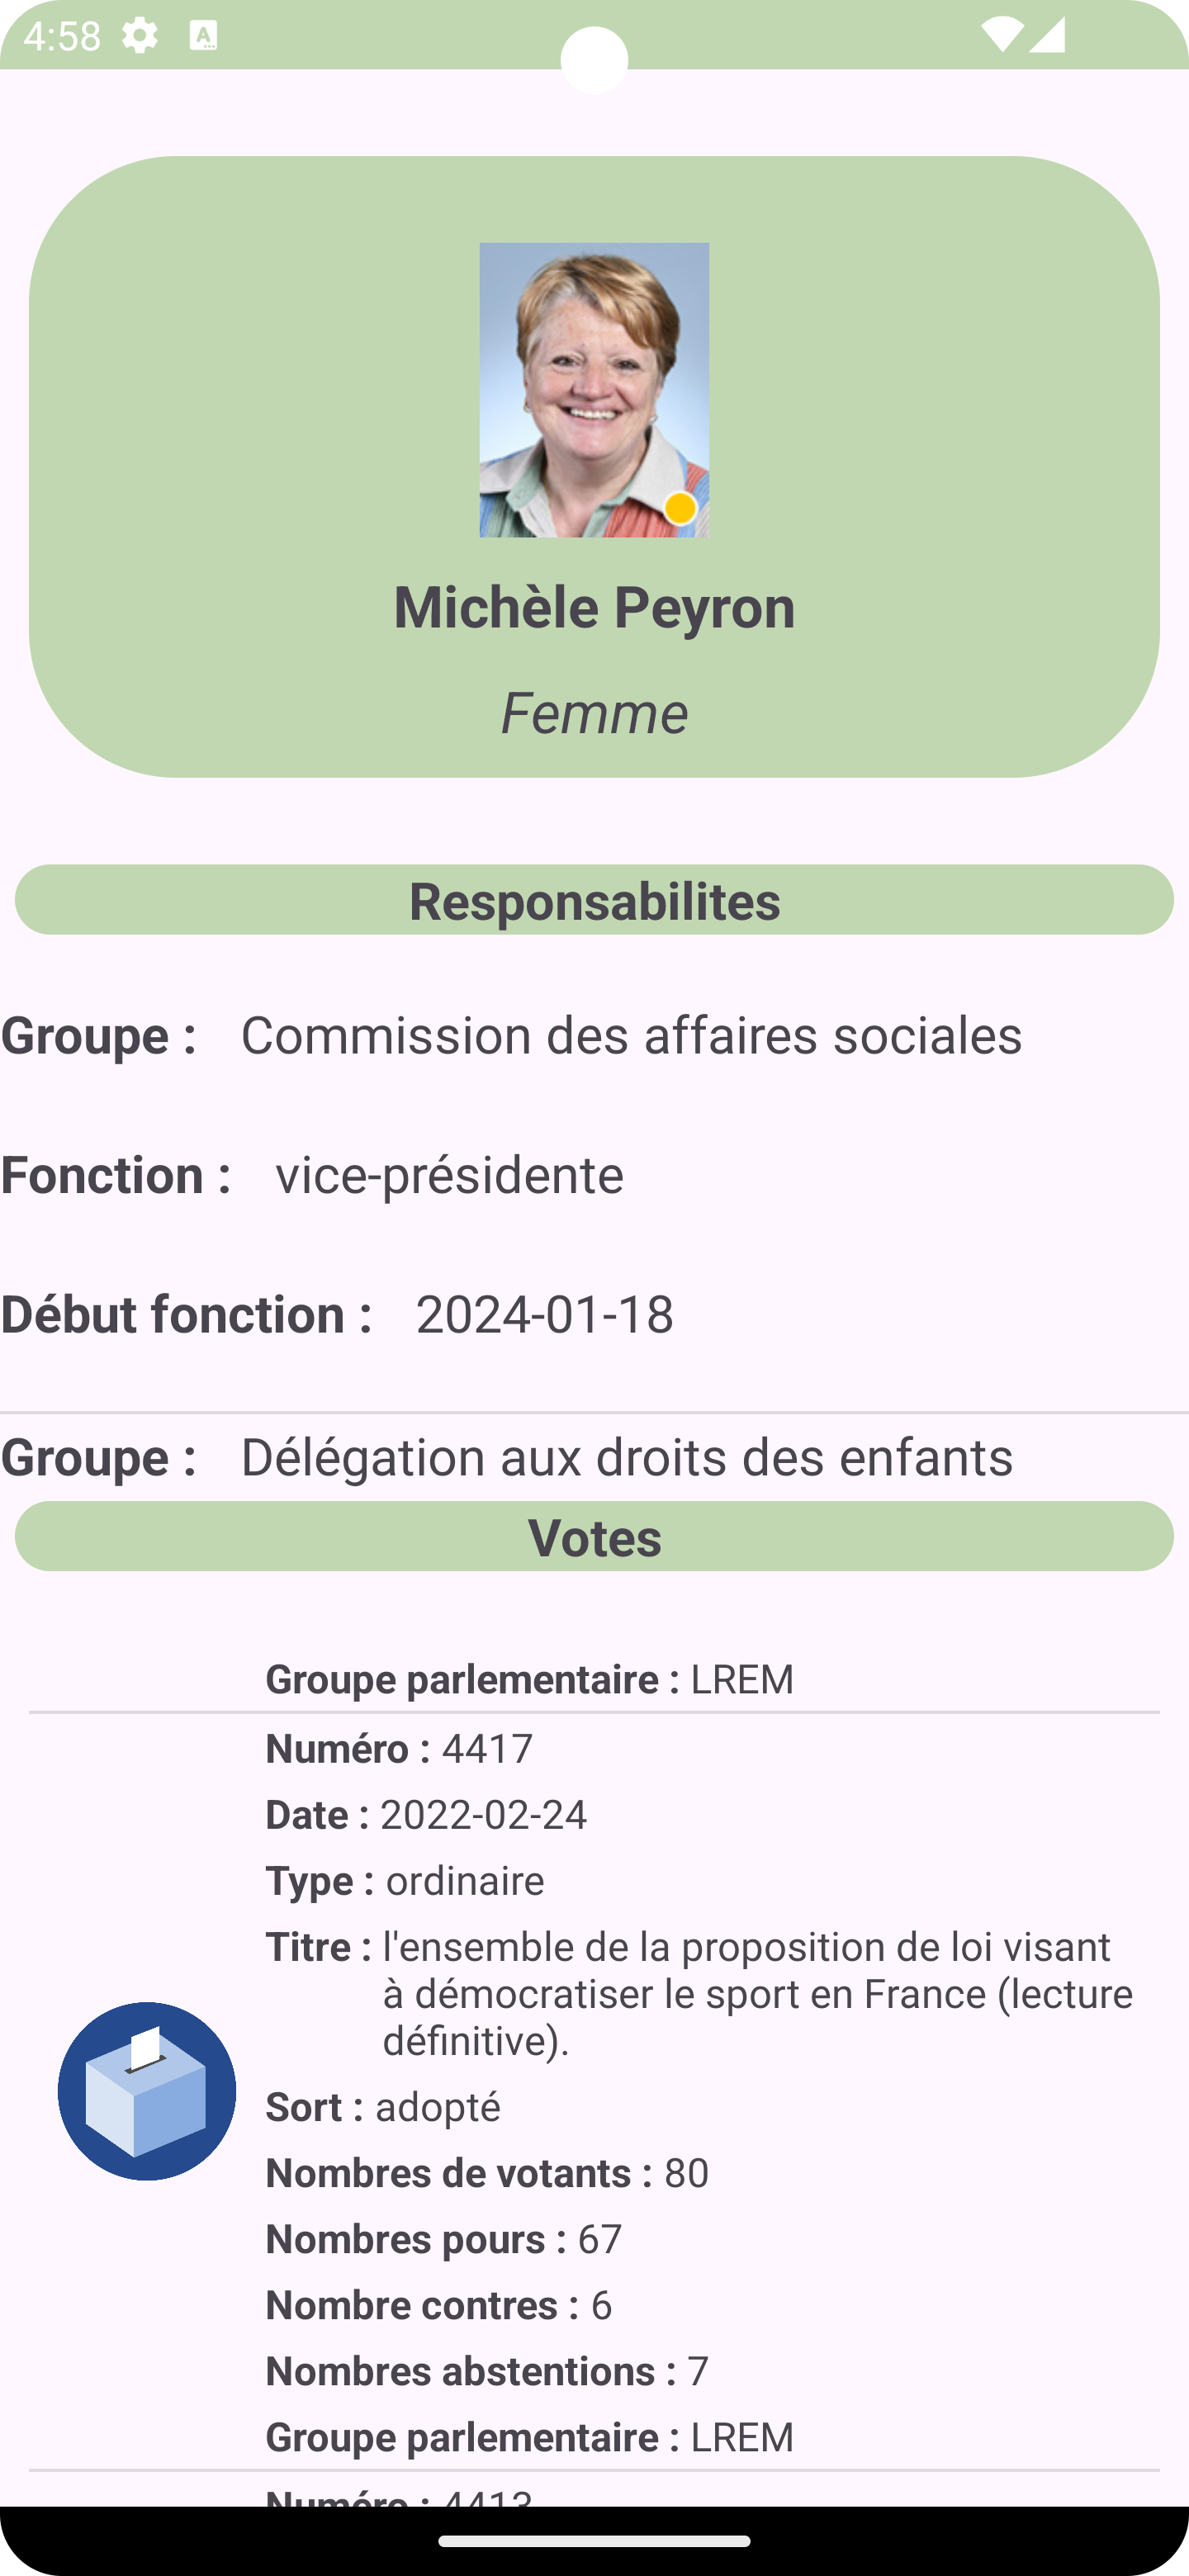 4:58
A
Michèle Peyron
Femme
Responsabilites
Groupe : Commission des affaires sociales
Fonction : vice-présidente
Début fonction : 2024-01-18
Groupe : Délégation aux droits des enfants
Votes
Groupe parlementaire : LREM
Numéro : 4417
Date : 2022-02-24
Type : ordinaire
Titre : l'ensemble de la proposition de loi visant
à démocratiser le sport en France (lecture
définitive).
Sort : adopté
Nombres de votants : 80
Nombres pours : 67
Nombre contres : 6
Nombres abstentions : 7
Groupe parlementaire : LREM
Numéro : 4413